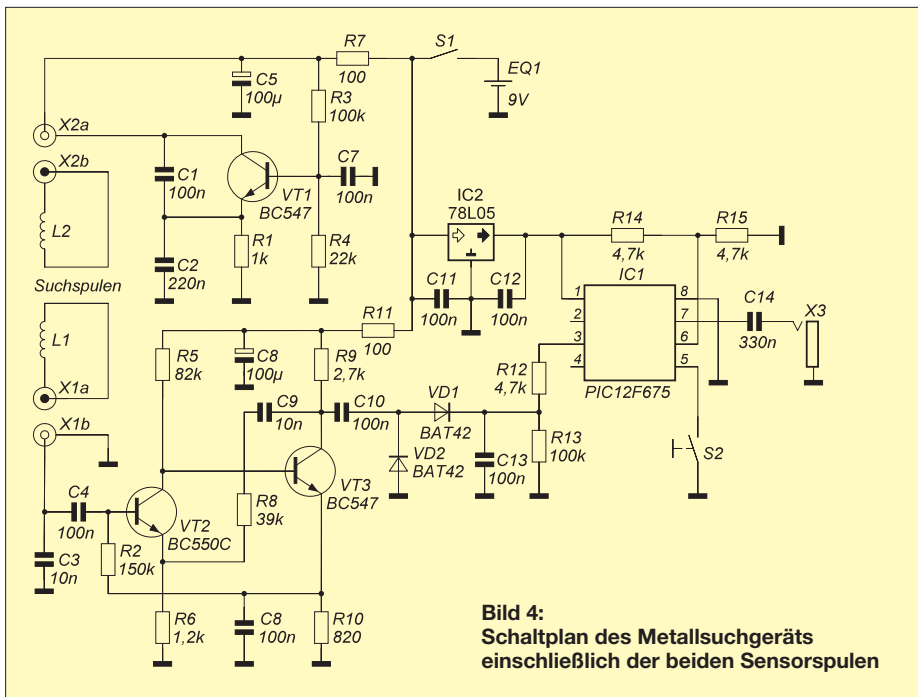 R7
100
S1
EQ1
9V
C5
100µ
R3
100k
X2a
X2b
C1
100n
VT1
BC547
C7
100n
L2
R1
1k
R4
22k
C2
220n
Suchspulen
IC2
78L05
R14
4,7k
R15
4,7k
IC1
C11
100n
C12
100n
1
2
3
4
8
7
6
5
C14
330n
X3
PIC12F675
L1
R11
100
R5
82k
C8
100µ
R9
2,7k
R12
4,7k
X1a
X1b
C9
10n
C10
100n
VD1
BAT42
R13
100k
S2
VD2
BAT42
C13
100n
C4
100n
VT3
BC547
VT2
BC550C
R8
39k
C3
10n
R2
150k
R6
1,2k
C8
100n
R10
820
Bild 4:
Schaltplan des Metallsuchgeräts
einschließlich der beiden Sensorspulen